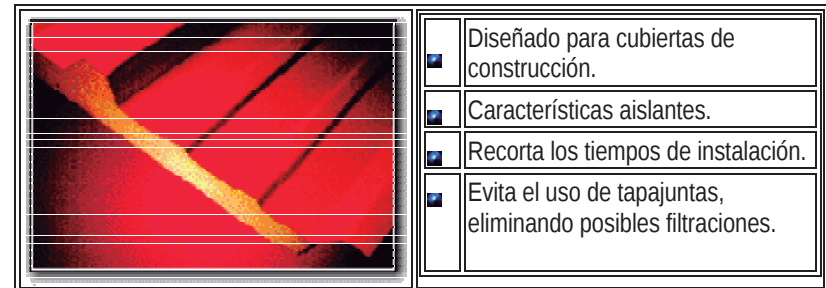 Diseñado para cubiertas de
construcción.
Características aislantes.
Recorta los tiempos de instalación.
Evita el uso de tapajuntas,
eliminando posibles filtraciones.